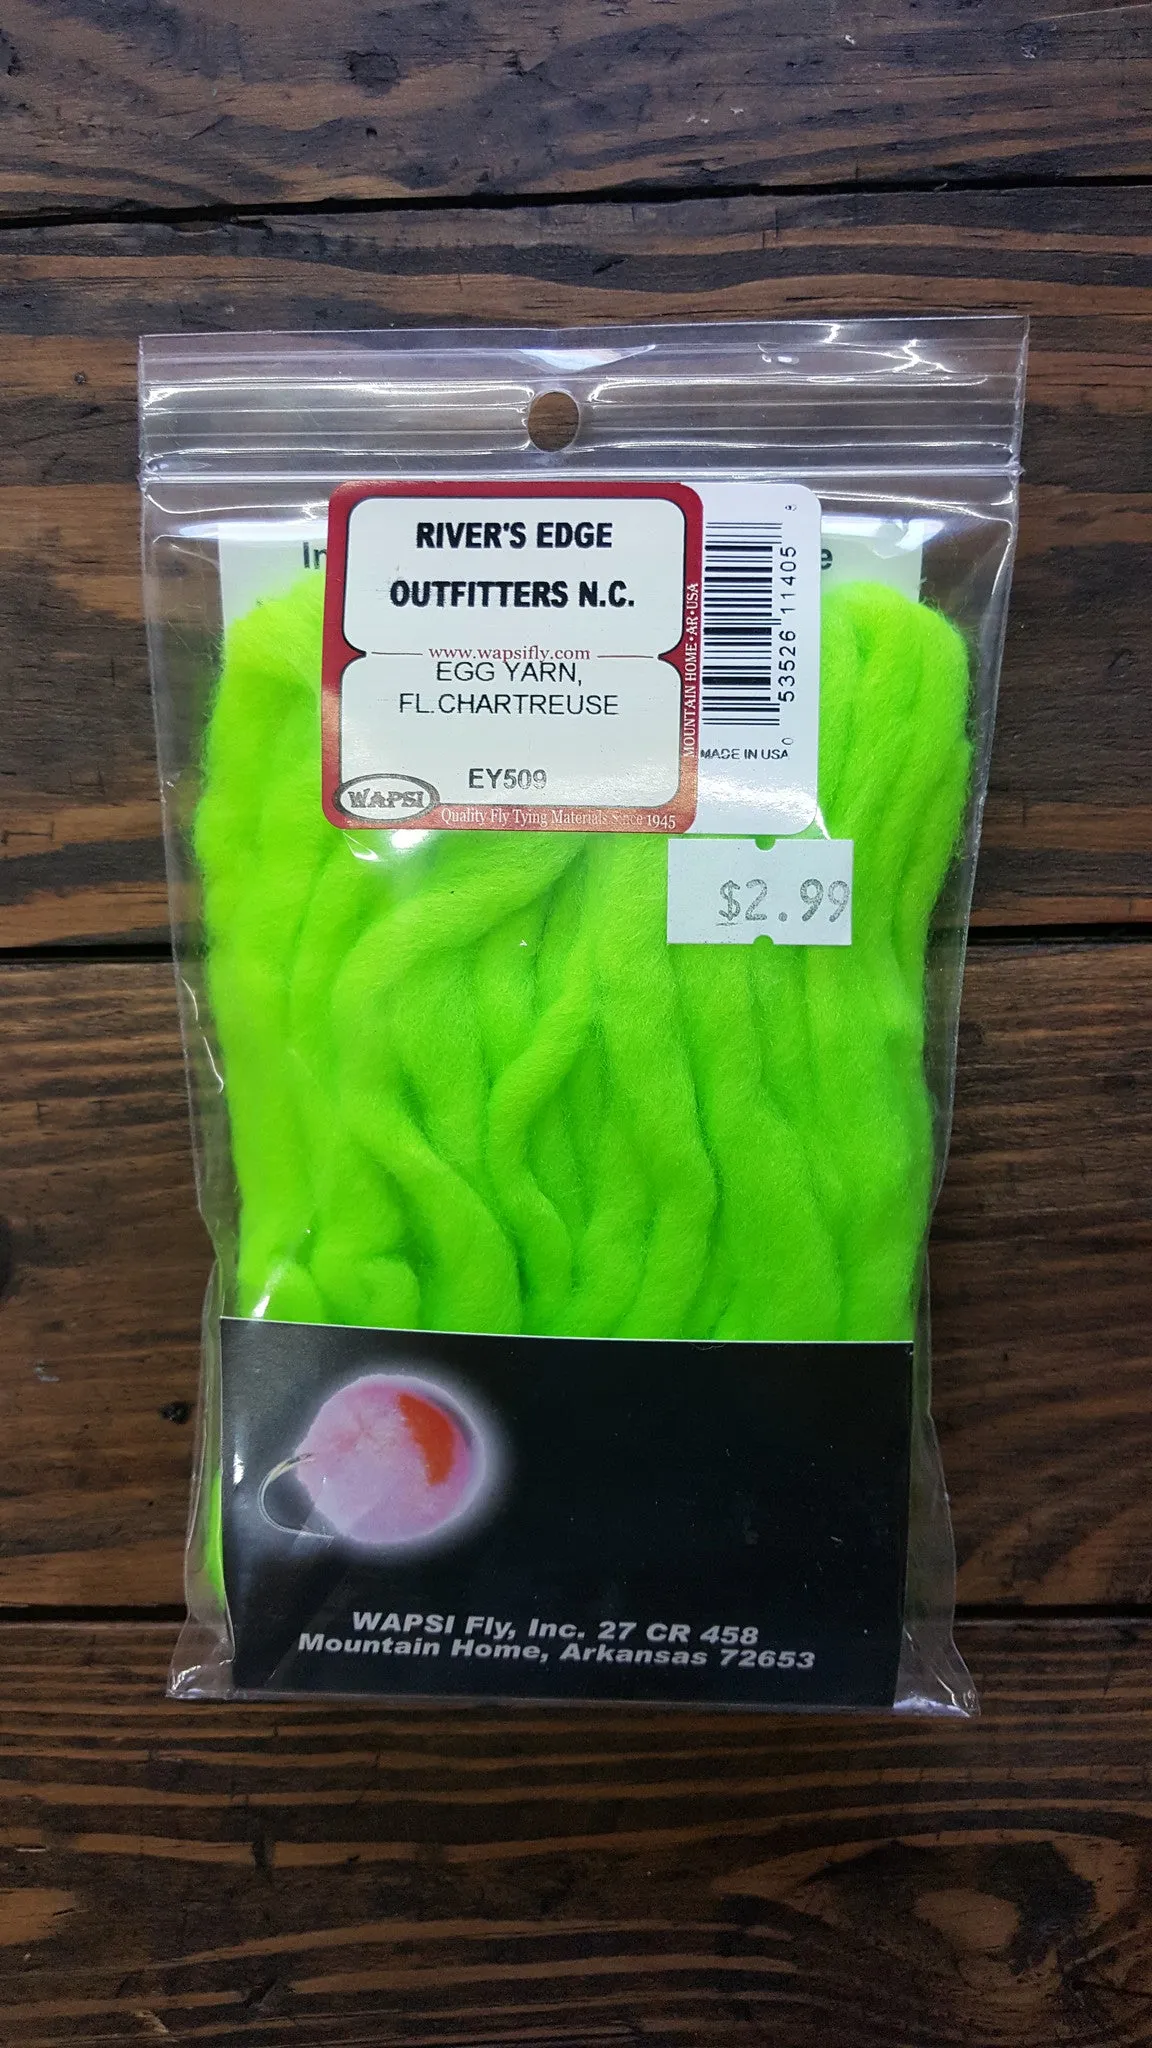 RIVER'S EDGE
OUTFITTERS N.C.
www.wapsifly.com
EGG YARN,
FL.CHARTREUSE
EY509
WAPSI
Quality Fly Tying Materials Since 1945
MOUNTAIN HOME•AR•USA
0 53526 11405 8
MADE IN USA
$2.99
WAPSI Fly, Inc. 27 CR 458
Mountain Home, Arkansas 72653